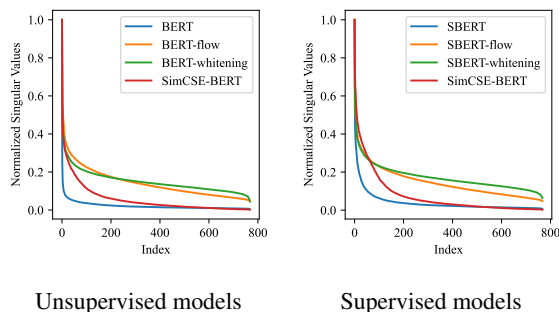 Normalized Singular Values
1.0
0.8
0.6
0.4
0.2
0.0
BERT
BERT-flow
BERT-whitening
SimCSE-BERT
0
200
400
600
800
Index
Unsupervised models
Normalized Singular Values
1.0
0.8
0.6
0.4
0.2
0.0
SBERT
SBERT-flow
SBERT-whitening
SimCSE-BERT
0
200
400
600
800
Index
Supervised models